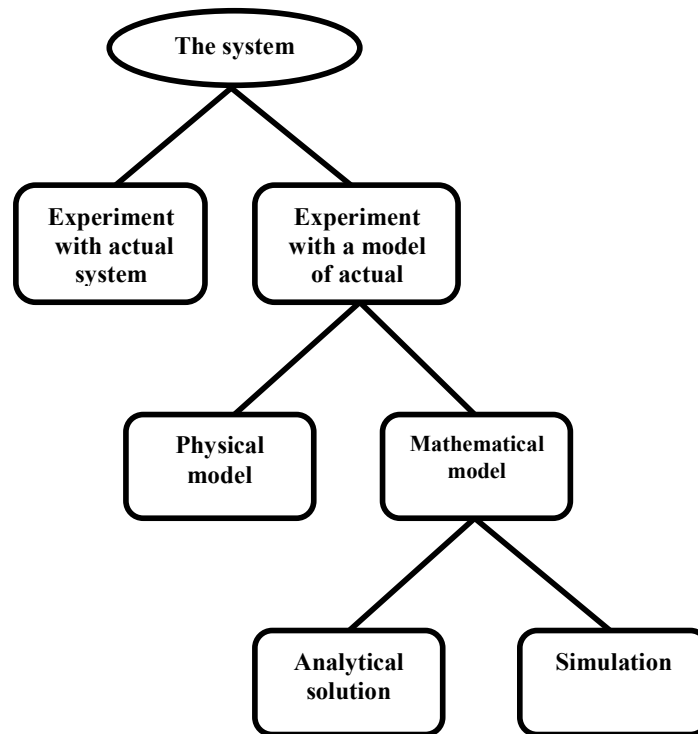 The system
Experiment
with actual
system
Experiment
with a model
of actual
Physical
model
Mathematical
model
Analytical
solution
Simulation